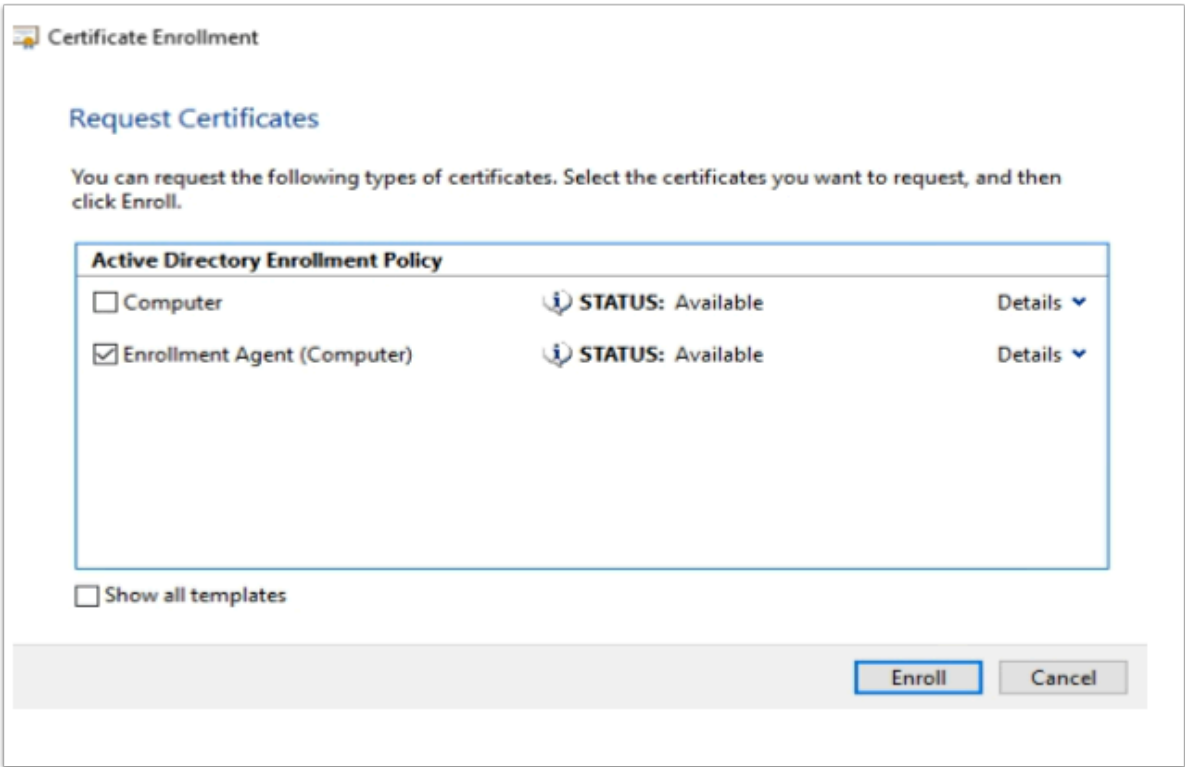 Certificate Enrollment
Request Certificates
You can request the following types of certificates. Select the certificates you want to request, and then
click Enroll.
Active Directory Enrollment Policy
Computer STATUS: Available Details
Enrollment Agent (Computer) STATUS: Available Details
Show all templates
Enroll Cancel